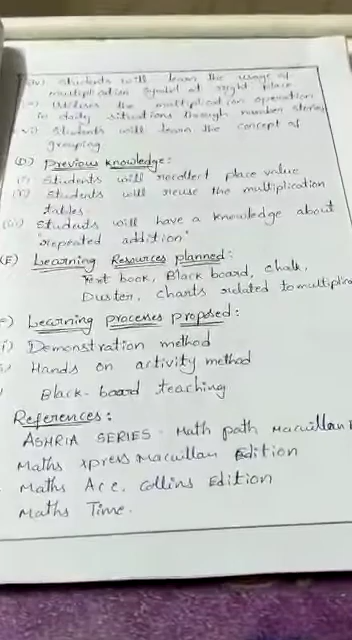 iv) Students will learn the usage of
multiplication symbol at right place
v) Utilises the multiplication operation
in daily situations through number stories
vi) Students will learn the concept of
grouping
(D) Previous knowledge:
(i) Students will recollect place value
(ii) Students will reuse the multiplication
tables.
(iii) Students will have a knowledge about
"repeated addition"
(E) Learning Resources planned:
Text book, Black board, chalk,
Duster, charts related to multiplica
F) Learning processes proposed:
i) Demonstration method
Hands on activity method
Black-board teaching
References:
ASHRIA SERIES - Math path Macmillan
Maths Xpress Macmillan Edition
Maths Ace. Collins Edition
Maths Time.